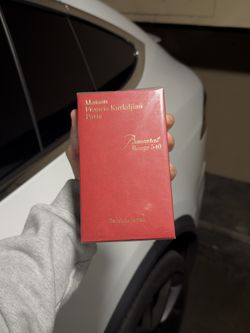 Maison
Francis Kurkdjian
Paris
Baccarat
Rouge 540